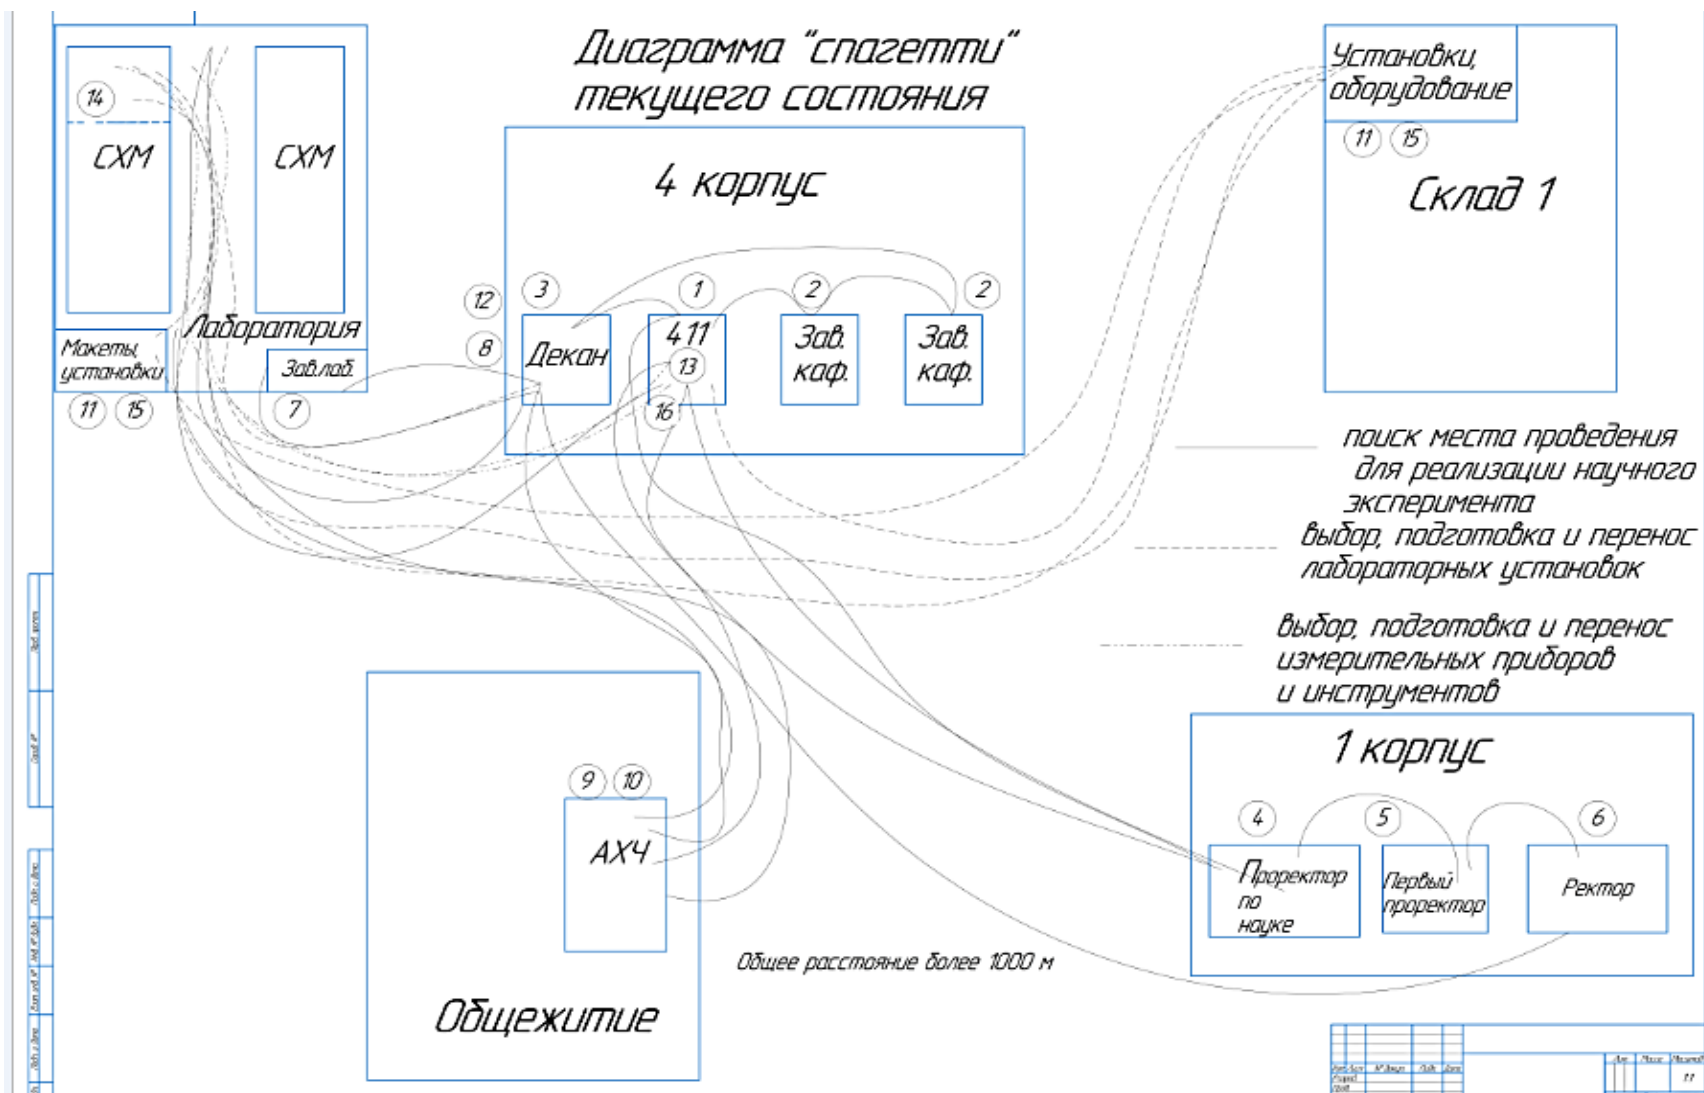 Диаграмма "спагетти"
текущего состояния
14
СХМ
СХМ
Лаборатория
Макеты,
установки
Зав.лаб.
11
15
7
4 корпус
12
3
1
2
2
8
Декан
411
13
16
Зав.
каф.
Зав.
каф.
Установки,
оборудование
11
15
Склад 1
поиск места проведения
для реализации научного
эксперимента
выбор, подготовка и перенос
лабораторных установок
выбор, подготовка и перенос
измерительных приборов
и инструментов
1 корпус
4
5
6
Проректор
по
науке
Первый
проректор
Ректор
9
10
АХЧ
Общежитие
Общее расстояние более 1000 м
1:1